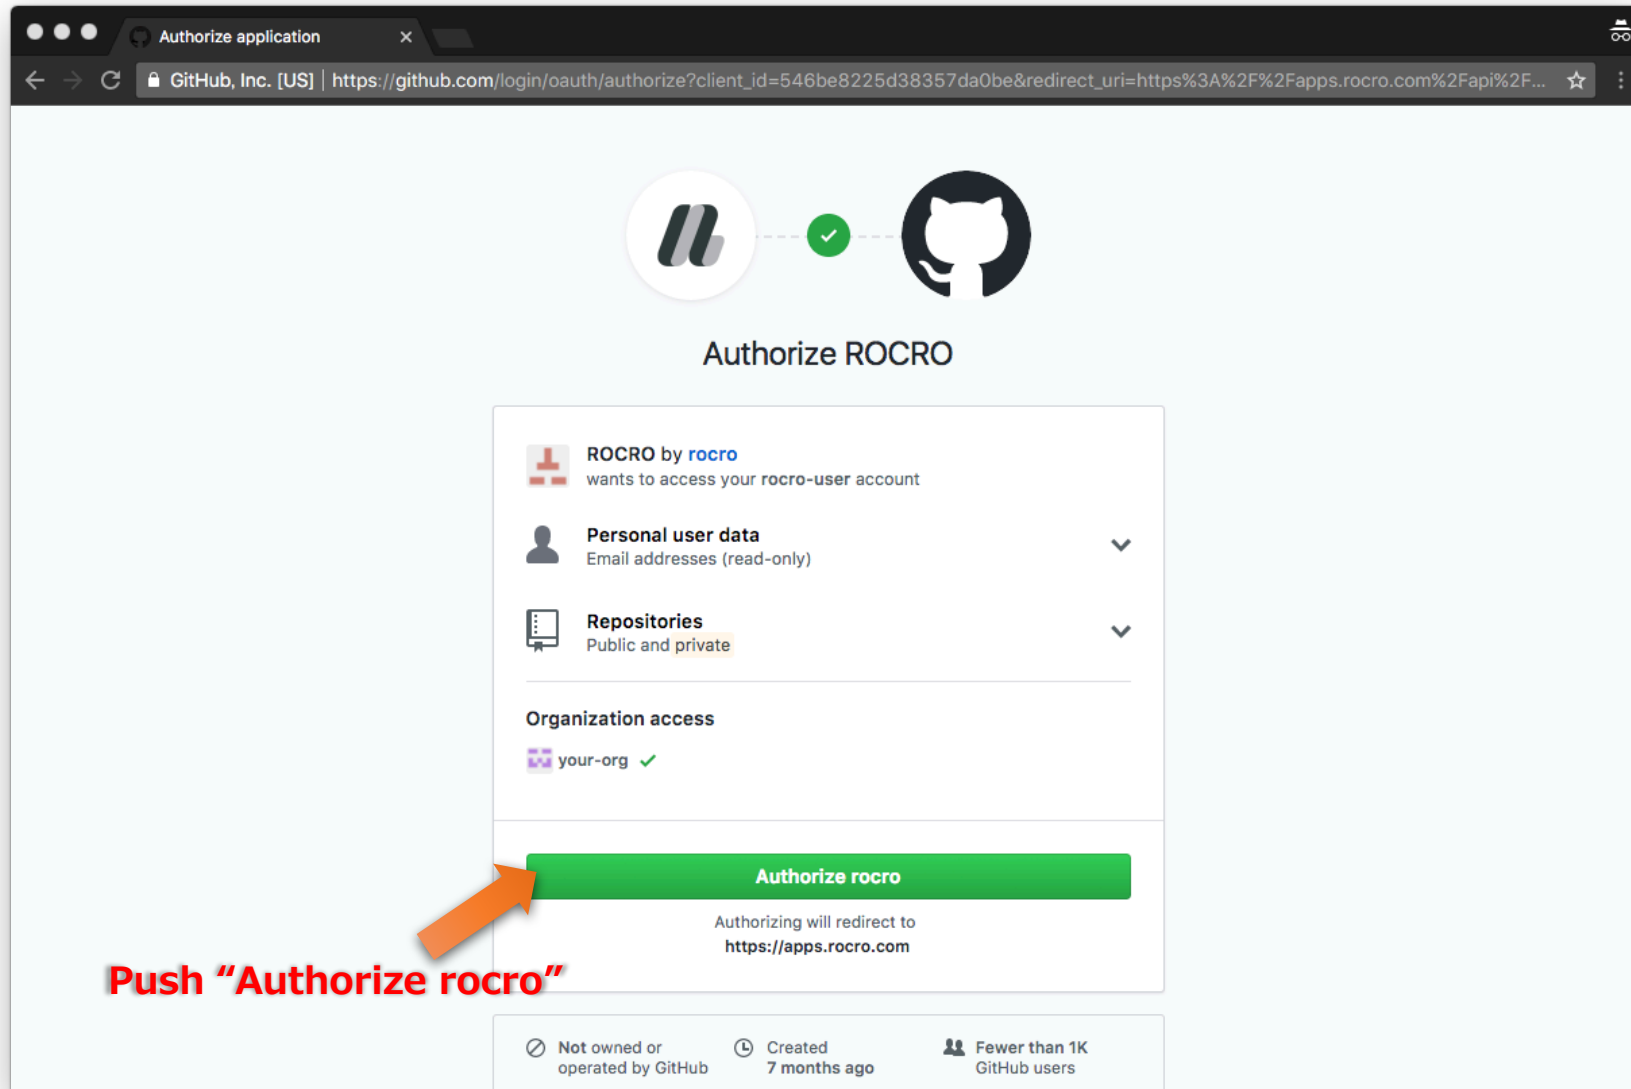 Authorize application
GitHub, Inc. [US] | https://github.com/login/oauth/authorize?client_id=546be8225d38357da0be&redirect_uri=https%3A%2F%2Fapps.rocro.com%2Fapi%2F...
Authorize ROCRO
ROCRO by rocro
wants to access your rocro-user account
Personal user data
Email addresses (read-only)
Repositories
Public and private
Organization access
your-org
Authorize rocro
Authorizing will redirect to
https://apps.rocro.com
Push “Authorize rocro”
Not owned or
operated by GitHub
Created
7 months ago
Fewer than 1K
GitHub users